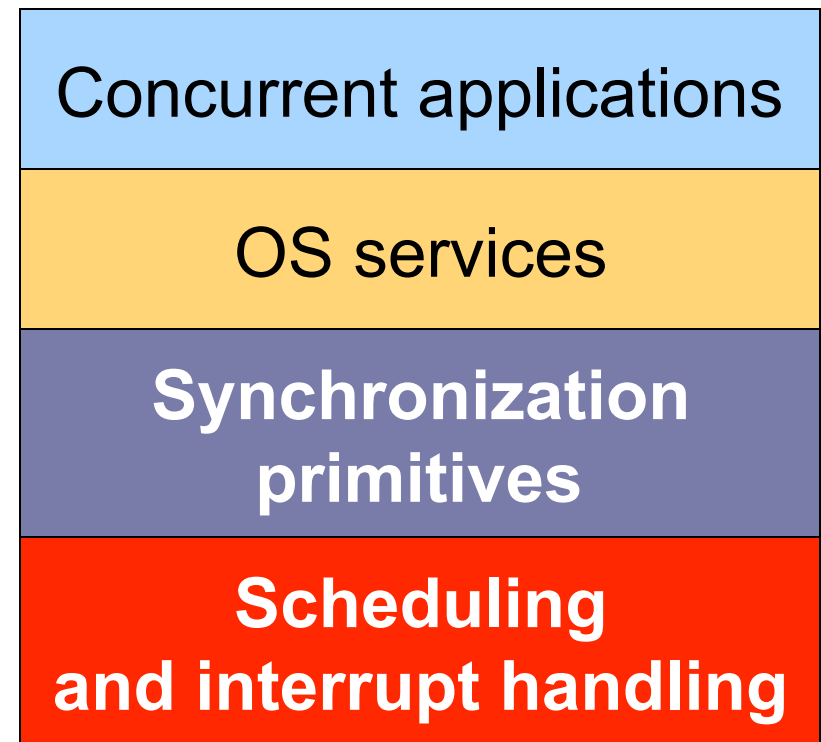 Concurrent applications
OS services
Synchronization
primitives
Scheduling
and interrupt handling